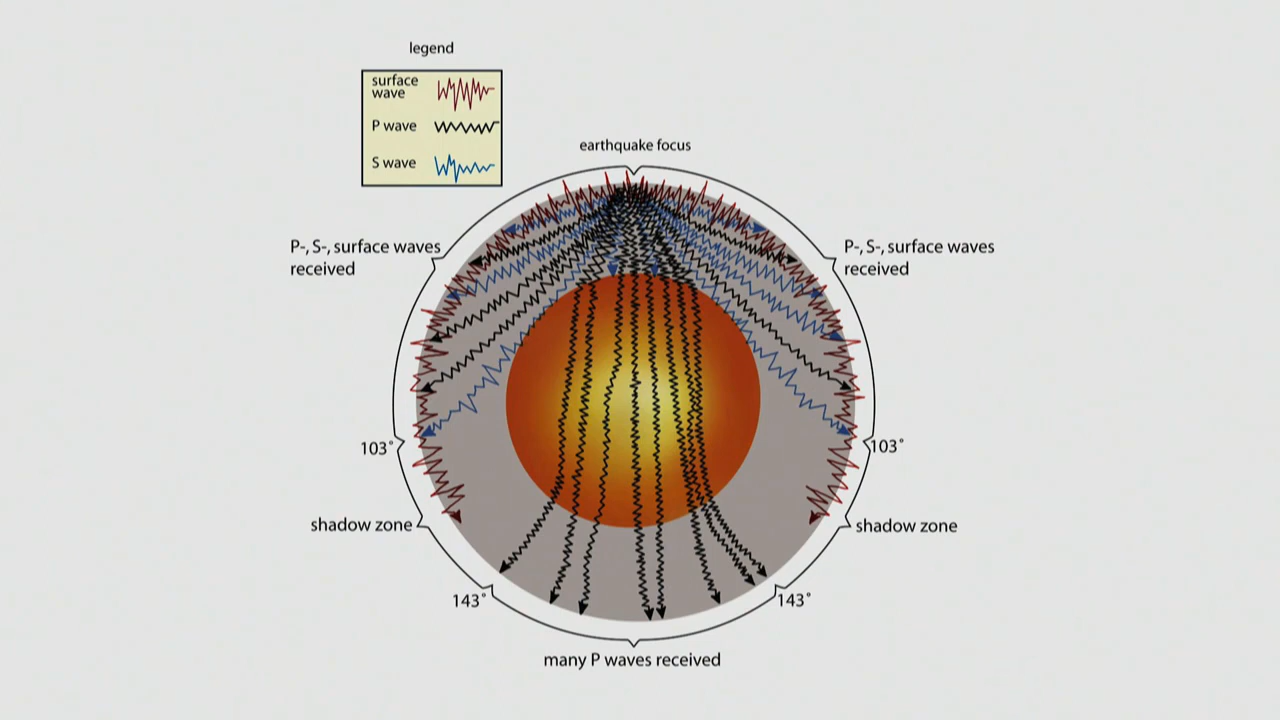 legend
surface
wave
P wave
S wave
earthquake focus
P-, S-, surface waves
received
P-, S-, surface waves
received
103˚
103˚
shadow zone
shadow zone
143˚
143˚
many P waves received